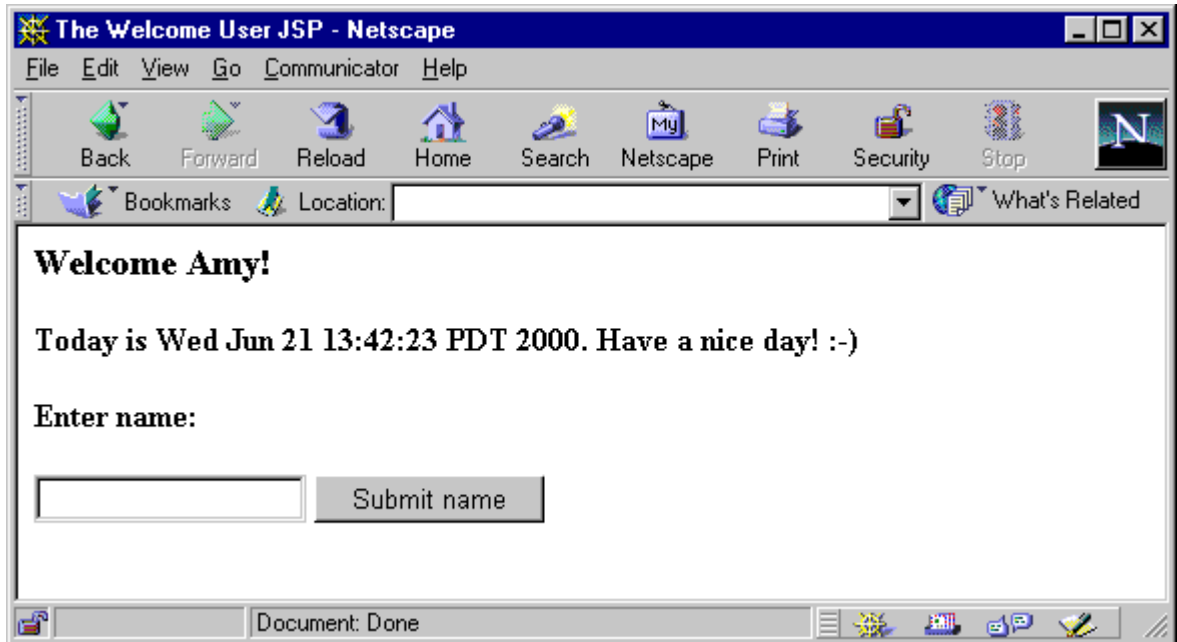 The Welcome User JSP - Netscape
File Edit View Go Communicator Help
Back Forward Reload Home Search Netscape Print Security Stop
My
N
Bookmarks Location: What's Related
Welcome Amy!
Today is Wed Jun 21 13:42:23 PDT 2000. Have a nice day! :-)
Enter name:
Submit name
Document: Done